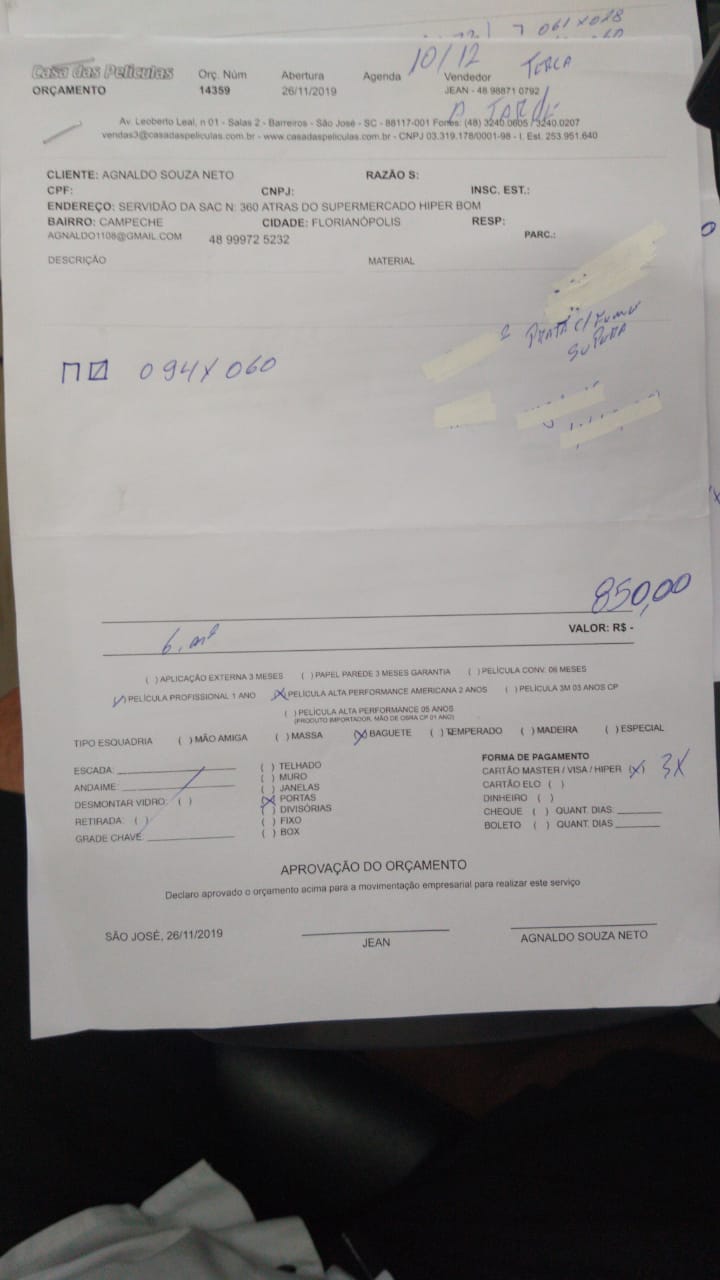 061 x 028
10/12 TERCA
Casa das Películas Orç. Núm Abertura Agenda Vendedor
ORÇAMENTO 14359 26/11/2019 JEAN - 48 98871 0792
A TARDE
Av. Leoberto Leal, n 01 - Salas 2 - Barreiros - São José - SC - 88117-001 Fones: (48) 3240.0605 / 3240.0207
vendas3@casadaspeliculas.com.br - www.casadaspeliculas.com.br - CNPJ 03.319.178/0001-98 - I. Est. 253.951.640
CLIENTE: AGNALDO SOUZA NETO RAZÃO S:
CPF: CNPJ: INSC. EST.:
ENDEREÇO: SERVIDÃO DA SAC N: 360 ATRAS DO SUPERMERCADO HIPER BOM
BAIRRO: CAMPECHE CIDADE: FLORIANÓPOLIS RESP:
AGNALDO1108@GMAIL.COM 48 99972 5232 PARC.:
DESCRIÇÃO MATERIAL
PRATA C/FUME
094 X 060
850,00
6,m² VALOR: R$ -
( ) APLICAÇÃO EXTERNA 3 MESES ( ) PAPEL PAREDE 3 MESES GARANTIA ( ) PELÍCULA CONV. 06 MESES
( ) PELÍCULA PROFISSIONAL 1 ANO (X) PELÍCULA ALTA PERFORMANCE AMERICANA 2 ANOS ( ) PELÍCULA 3M 03 ANOS CP
( ) PELÍCULA ALTA PERFORMANCE 05 ANOS
(PRODUTO IMPORTADOR, MÃO DE OBRA CP 01 ANO)
TIPO ESQUADRIA ( ) MÃO AMIGA ( ) MASSA (X) BAGUETE ( ) TEMPERADO ( ) MADEIRA ( ) ESPECIAL
ESCADA: ( ) TELHADO FORMA DE PAGAMENTO
ANDAIME: ( ) MURO CARTÃO MASTER / VISA / HIPER (X) 3X
DESMONTAR VIDRO: ( ) ( ) JANELAS CARTÃO ELO ( )
RETIRADA: ( ) (X) PORTAS DINHEIRO ( )
GRADE CHAVE: ( ) DIVISÓRIAS CHEQUE ( ) QUANT. DIAS:
( ) FIXO BOLETO ( ) QUANT. DIAS
( ) BOX
APROVAÇÃO DO ORÇAMENTO
Declaro aprovado o orçamento acima para a movimentação empresarial para realizar este serviço
SÃO JOSÉ, 26/11/2019 JEAN AGNALDO SOUZA NETO